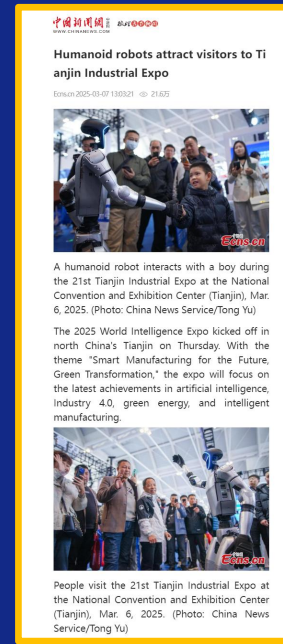 中国新闻网
WWW.CHINANEWS.COM
Humanoid robots attract visitors to Ti
anjin Industrial Expo
Ecns.cn 2025-03-07 13:03:21 21.6万
Ecns.cn
A humanoid robot interacts with a boy during
the 21st Tianjin Industrial Expo at the National
Convention and Exhibition Center (Tianjin), Mar.
6, 2025. (Photo: China News Service/Tong Yu)
The 2025 World Intelligence Expo kicked off in
north China's Tianjin on Thursday. With the
theme "Smart Manufacturing for the Future,
Green Transformation," the expo will focus on
the latest achievements in artificial intelligence,
Industry 4.0, green energy, and intelligent
manufacturing.
Ecns.cn
People visit the 21st Tianjin Industrial Expo at
the National Convention and Exhibition Center
(Tianjin), Mar. 6, 2025. (Photo: China News
Service/Tong Yu)